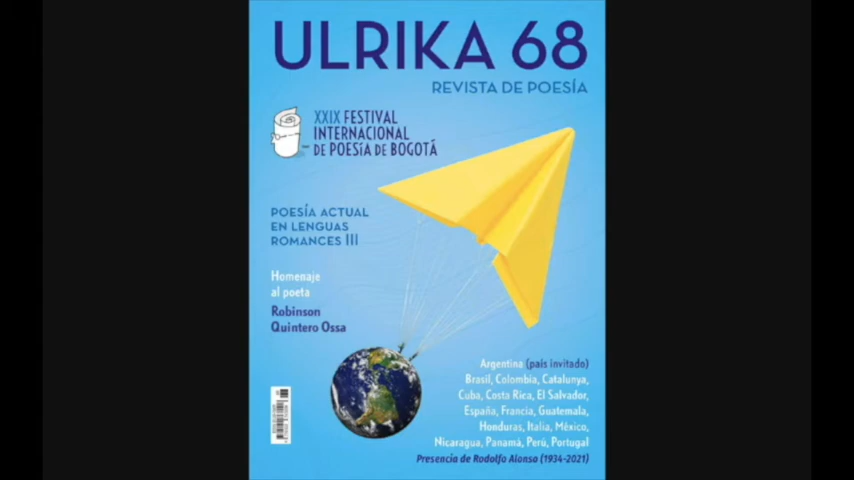 ULRIKA 68
REVISTA DE POESÍA
XXIX FESTIVAL
INTERNACIONAL
DE POESÍA DE BOGOTÁ
POESÍA ACTUAL
EN LENGUAS
ROMANCES III
Homenaje
al poeta
Robinson
Quintero Ossa
Argentina (país invitado)
Brasil, Colombia, Catalunya,
Cuba, Costa Rica, El Salvador,
España, Francia, Guatemala,
Honduras, Italia, México,
Nicaragua, Panamá, Perú, Portugal
Presencia de Rodolfo Alonso (1934-2021)